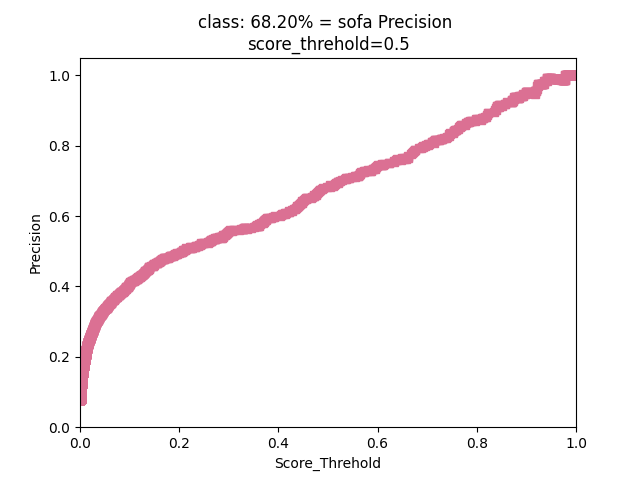 class: 68.20% = sofa Precision
score_threhold=0.5
1.0
0.8
0.6
0.4
0.2
0.0
Precision
0.0 0.2 0.4 0.6 0.8 1.0
Score_Threhold